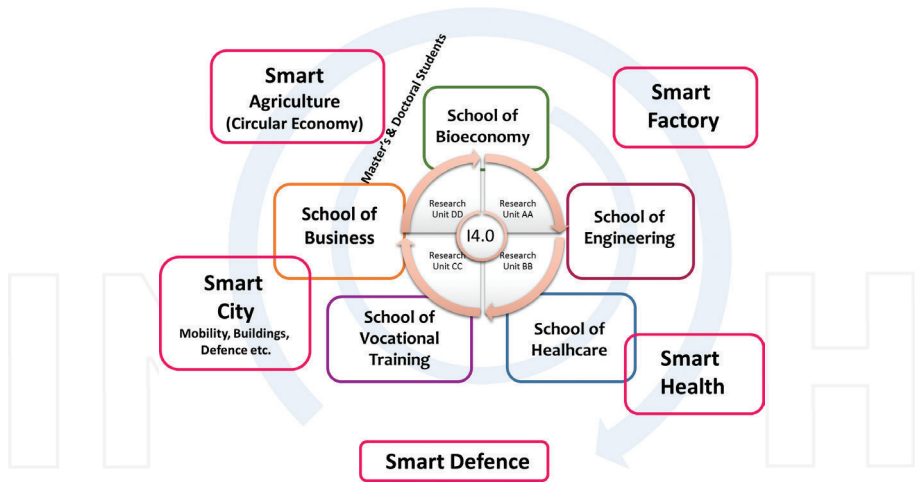 Smart
Agriculture
(Circular Economy)
Master's & Doctoral Students
School of
Bioeconomy
Smart
Factory
School of
Business
Research
Unit DD
Research
Unit AA
School of
Engineering
I4.0
Research
Unit CC
Research
Unit BB
Smart
City
Mobility, Buildings,
Defence etc.
School of
Vocational
Training
School of
Healhcare
Smart
Health
Smart Defence